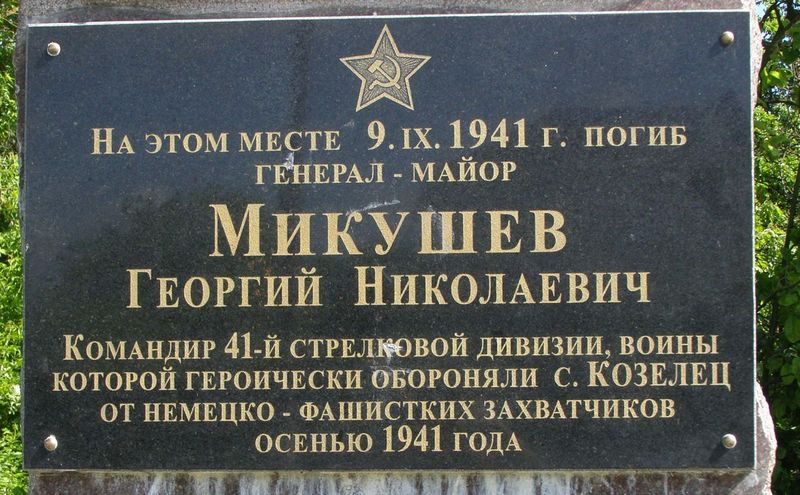 На этом месте 9.IX.1941 г. погиб
генерал - майор
Микушев
Георгий Николаевич
Командир 41-й стрелковой дивизии, воины
которой героически обороняли с. Козелец
от немецко - фашистких захватчиков
осенью 1941 года